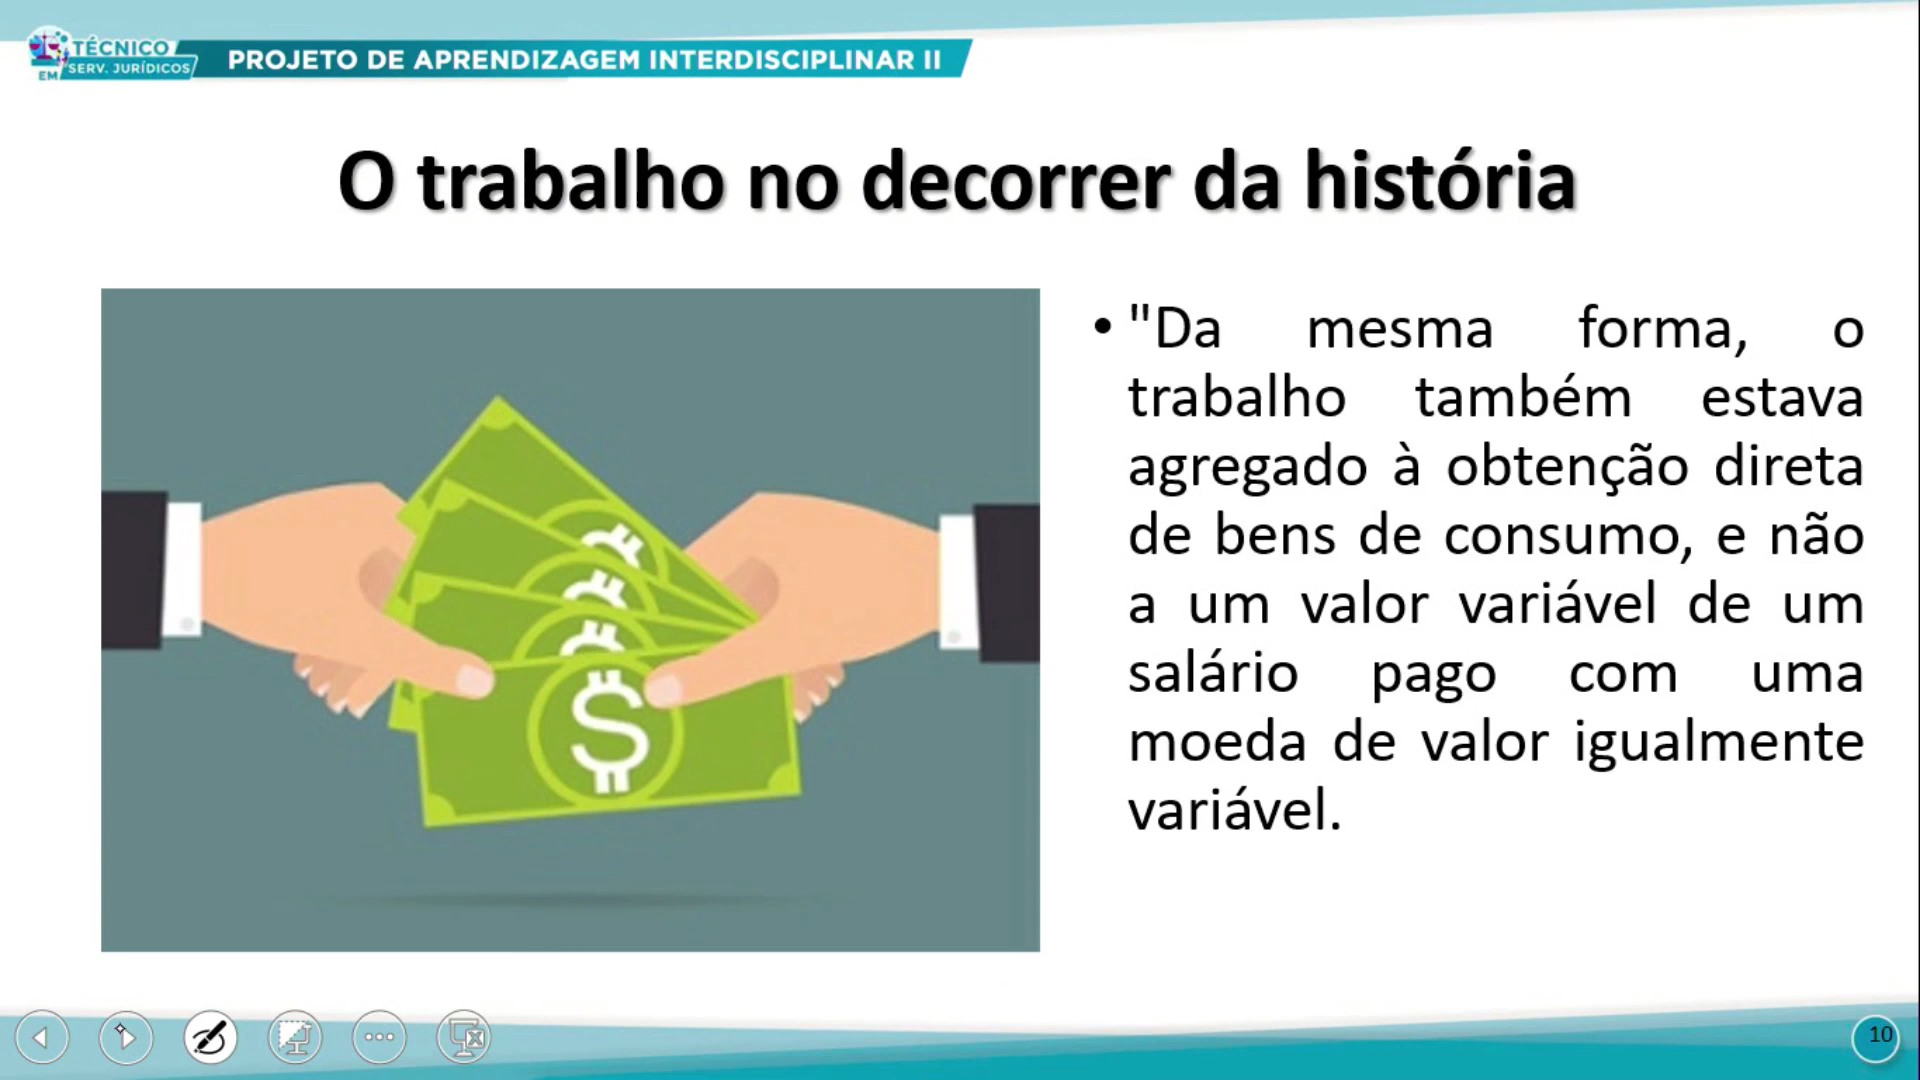 TÉCNICO
EM SERV. JURÍDICOS
PROJETO DE APRENDIZAGEM INTERDISCIPLINAR II
O trabalho no decorrer da história
• "Da mesma forma, o
trabalho também estava
agregado à obtenção direta
de bens de consumo, e não
a um valor variável de um
salário pago com uma
moeda de valor igualmente
variável.
$
10